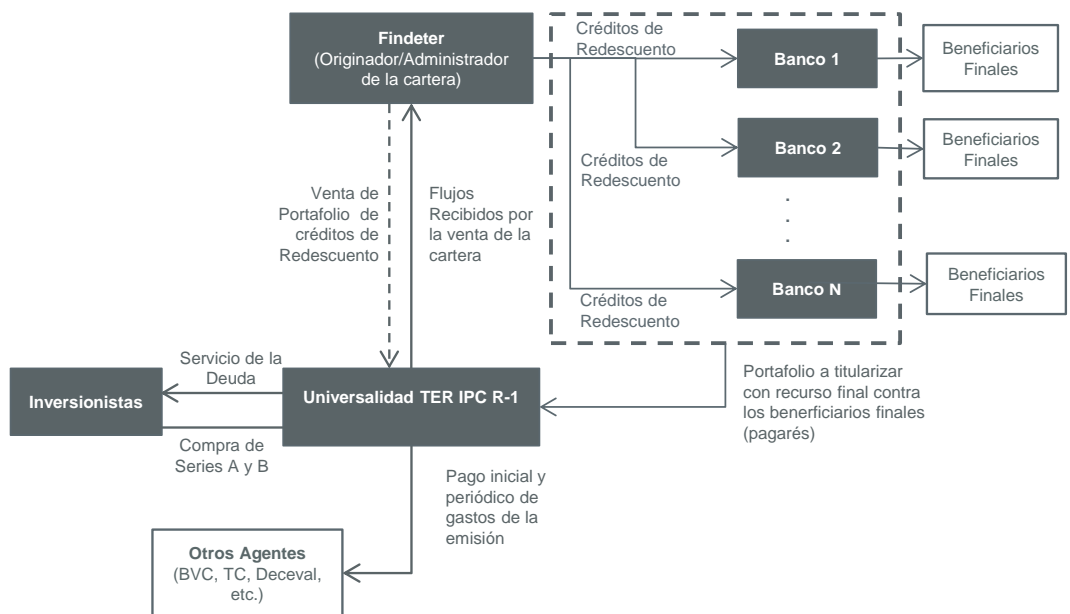 Findeter
(Originador/Administrador
de la cartera)
Créditos de
Redescuento
Banco 1
Beneficiarios
Finales
Créditos de
Redescuento
Banco 2
Beneficiarios
Finales
.
.
.
Créditos de
Redescuento
Banco N
Beneficiarios
Finales
Venta de
Portafolio de
créditos de
Redescuento
Flujos
Recibidos por
la venta de la
cartera
Servicio de la
Deuda
Inversionistas
Universalidad TER IPC R-1
Compra de
Series A y B
Portafolio a titularizar
con recurso final contra
los benerficiarios finales
(pagarés)
Pago inicial y
periódico de
gastos de la
emisión
Otros Agentes
(BVC, TC, Deceval,
etc.)